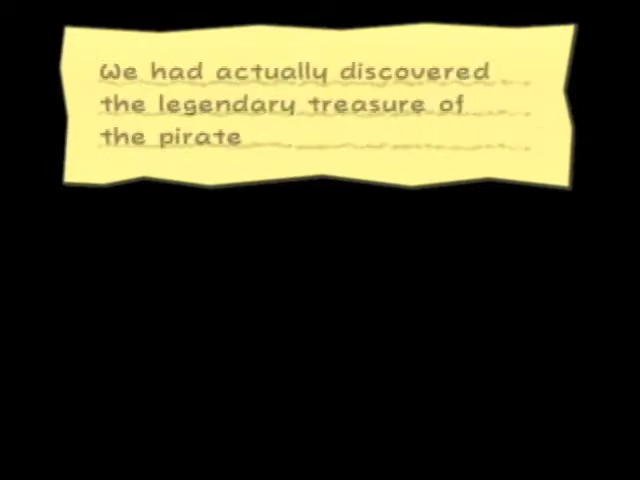 We had actually discovered
the legendary treasure of
the pirate